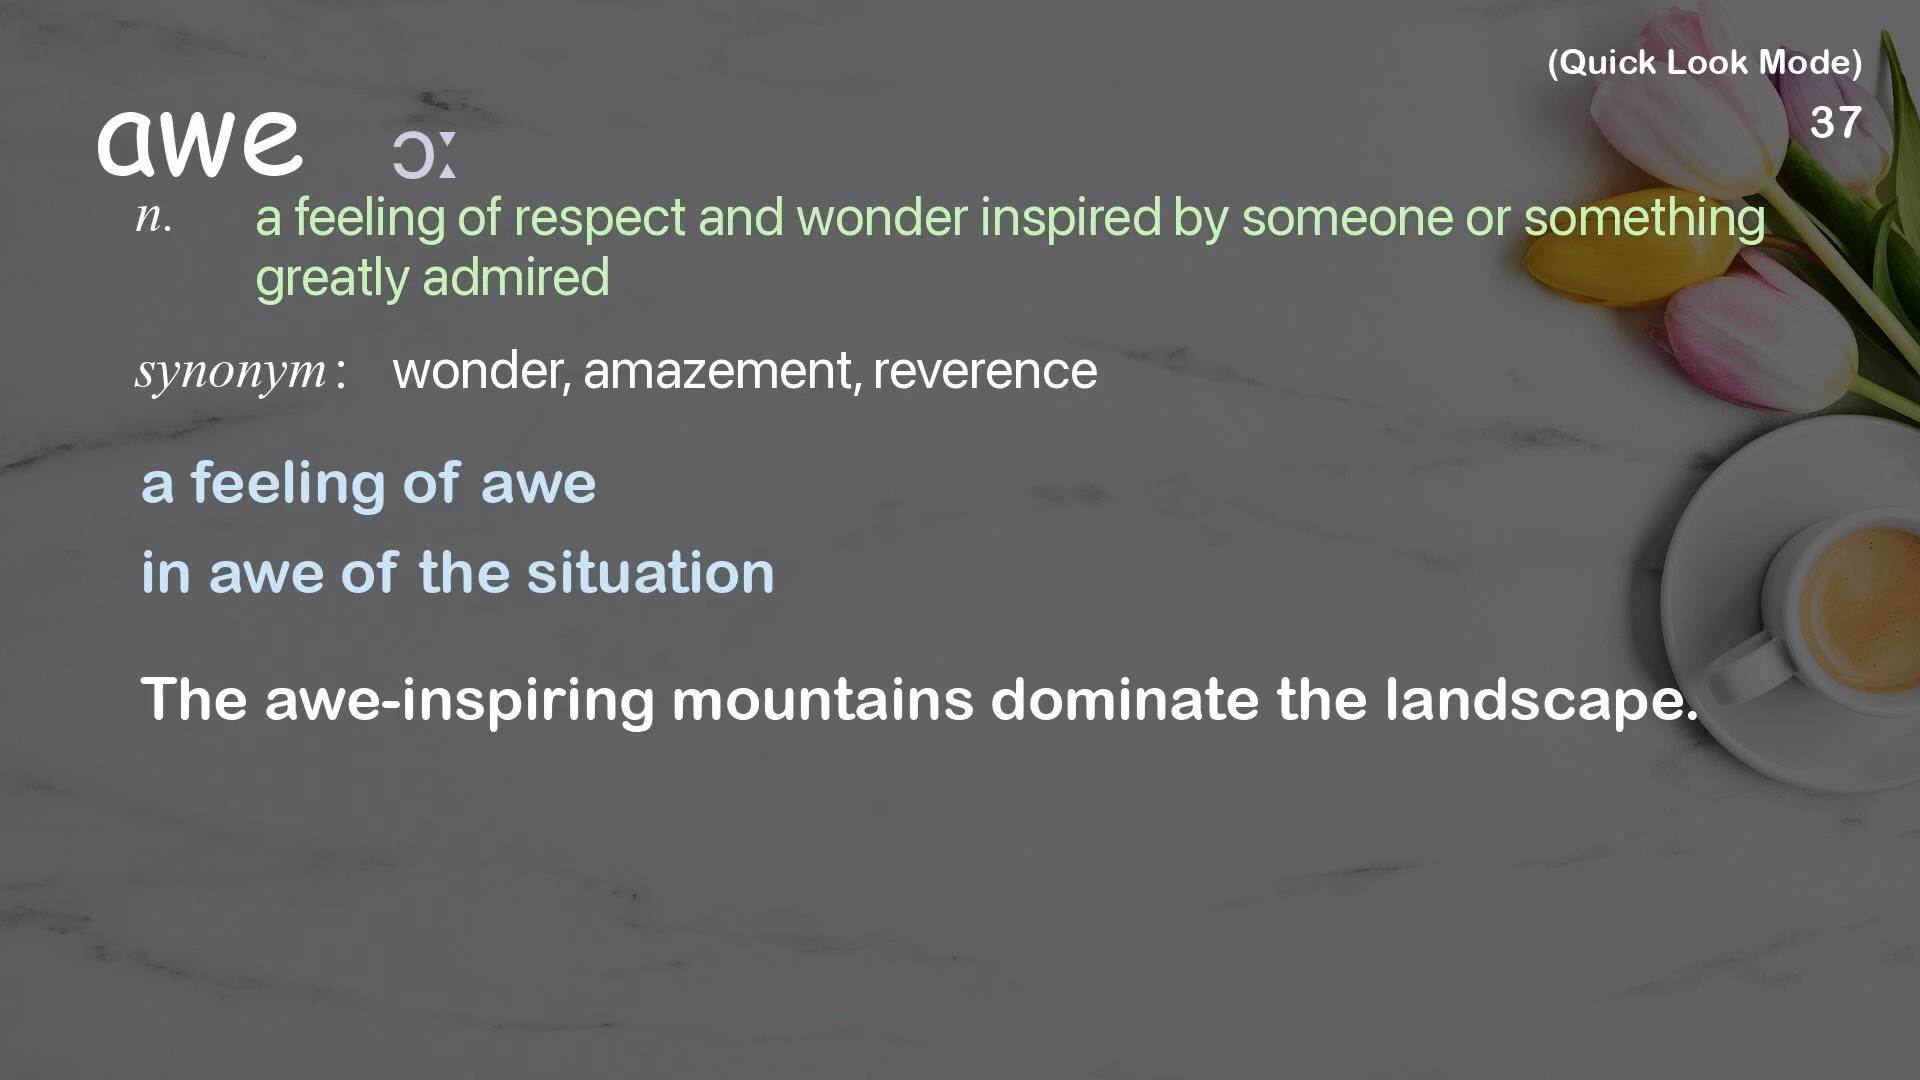 (Quick Look Mode)
37
awe ɔː
n. a feeling of respect and wonder inspired by someone or something
greatly admired
synonym: wonder, amazement, reverence
a feeling of awe
in awe of the situation
The awe-inspiring mountains dominate the landscape.